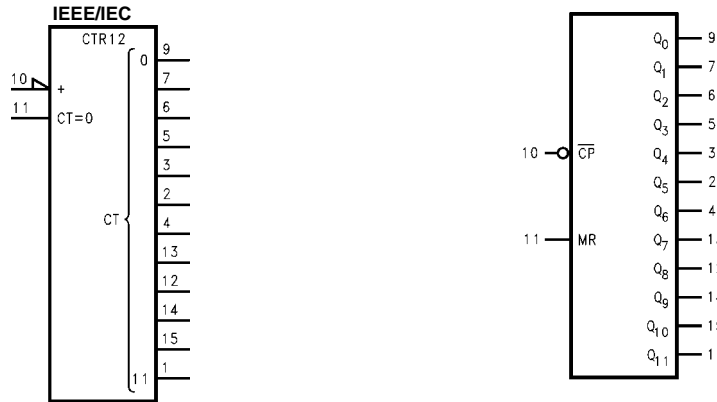 IEEE/IEC
CTR12
0 9
10 + 7
11 CT=0 6
5
3
2
CT 4
13
12
14
15
11 1
Q0 9
Q1 7
Q2 6
Q3 5
10 CP Q4 3
Q5 2
Q6 4
11 MR Q7
Q8
Q9
Q10
Q11 1